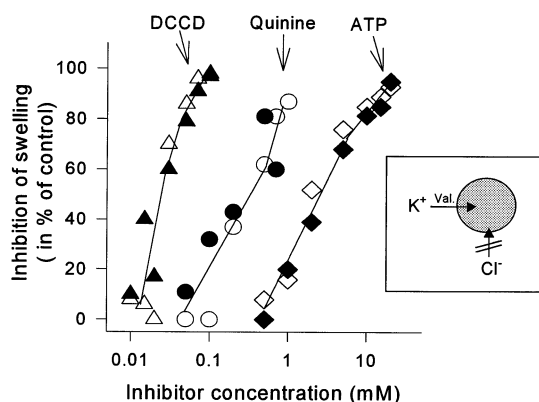 DCCD Quinine ATP
Inhibition of swelling
( in % of control)
100
80
60
40
20
0
0.01 0.1 1 10
Inhibitor concentration (mM)
K+ Val.
Cl-